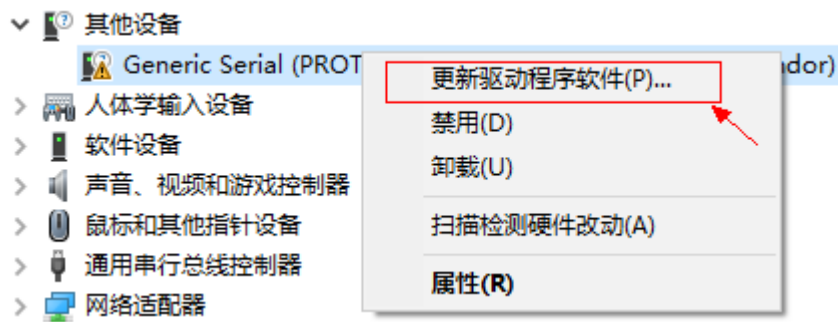 其他设备
Generic Serial (PROT
dor)
更新驱动程序软件(P)...
禁用(D)
卸载(U)
扫描检测硬件改动(A)
属性(R)
人体学输入设备
软件设备
声音、视频和游戏控制器
鼠标和其他指针设备
通用串行总线控制器
网络适配器